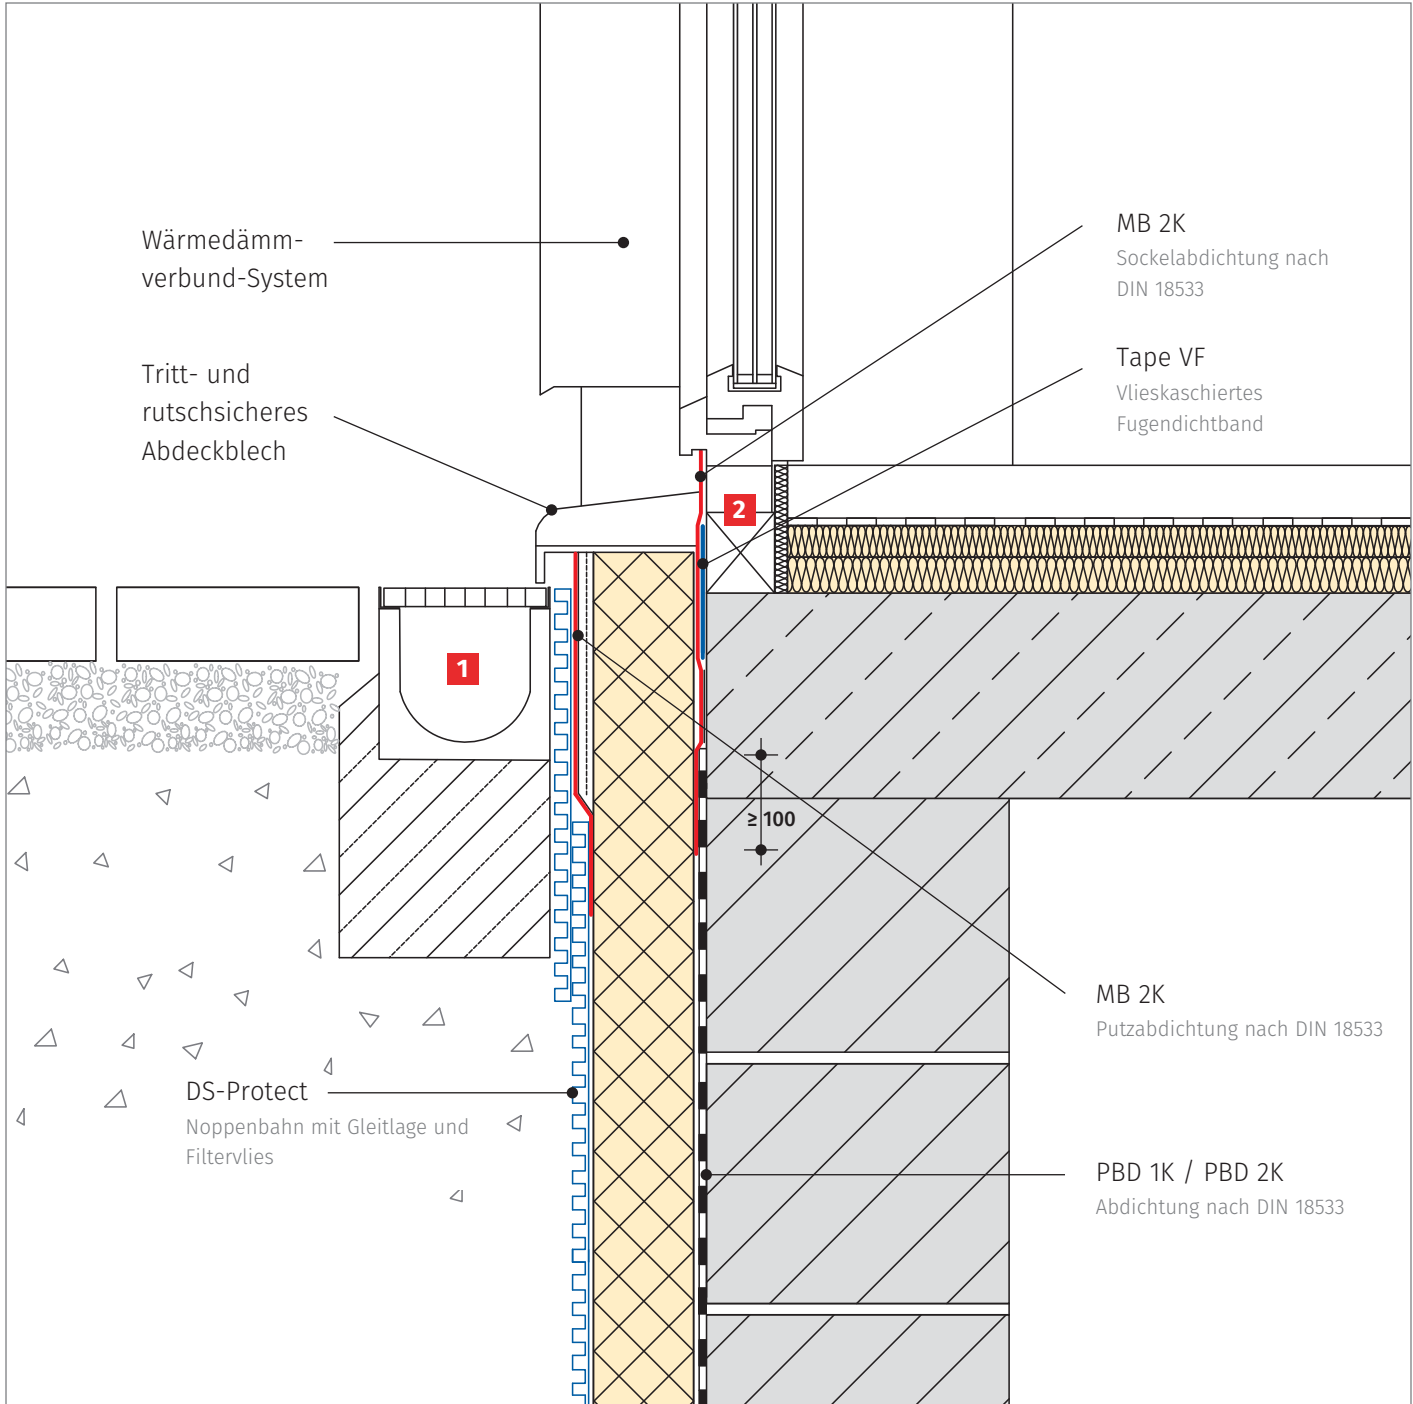 Wärmedämm-
verbund-System
Tritt- und
rutschsicheres
Abdeckblech
MB 2K
Sockelabdichtung nach
DIN 18533
Tape VF
Vlieskaschiertes
Fugendichtband
2
1
≥ 100
MB 2K
Putzabdichtung nach DIN 18533
DS-Protect
Noppenbahn mit Gleitlage und
Filtervlies
PBD 1K / PBD 2K
Abdichtung nach DIN 18533